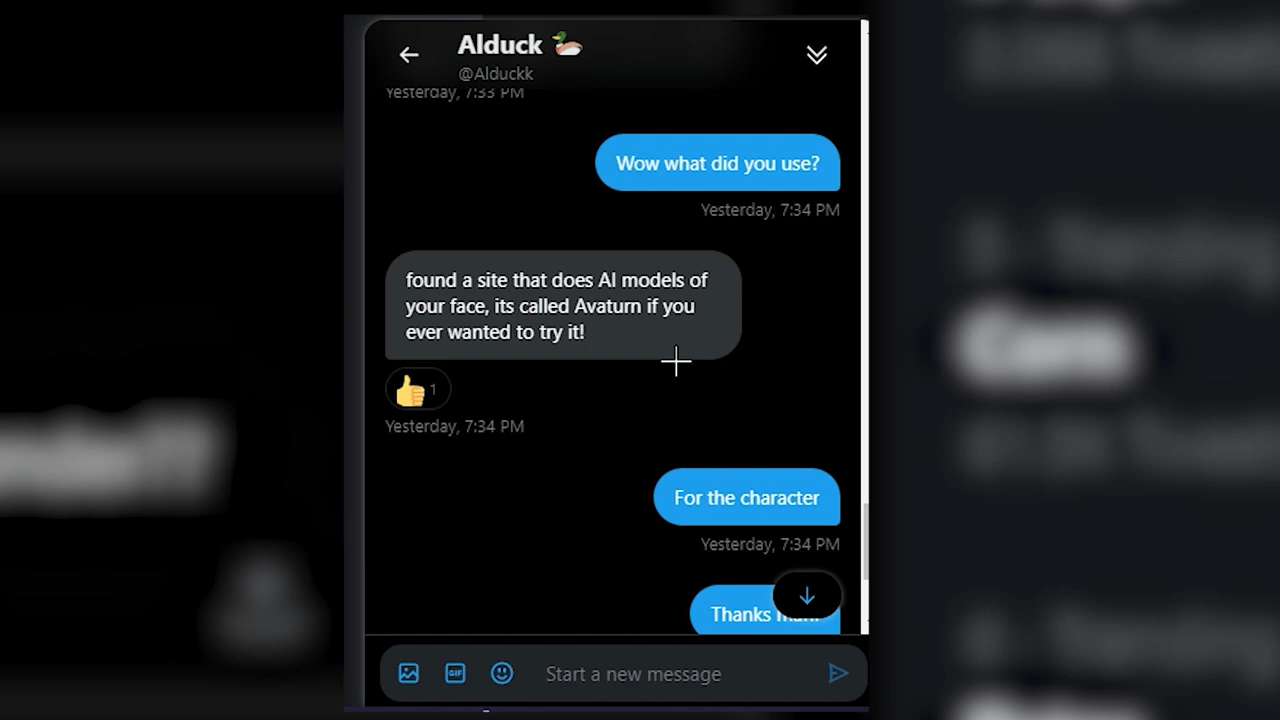 Alduck
@Alduckk
Yesterday, 7:33 PM
Wow what did you use?
Yesterday, 7:34 PM
found a site that does AI models of
your face, its called Avaturn if you
ever wanted to try it!
1
Yesterday, 7:34 PM
For the character
Yesterday, 7:34 PM
Thanks
GIF
Start a new message